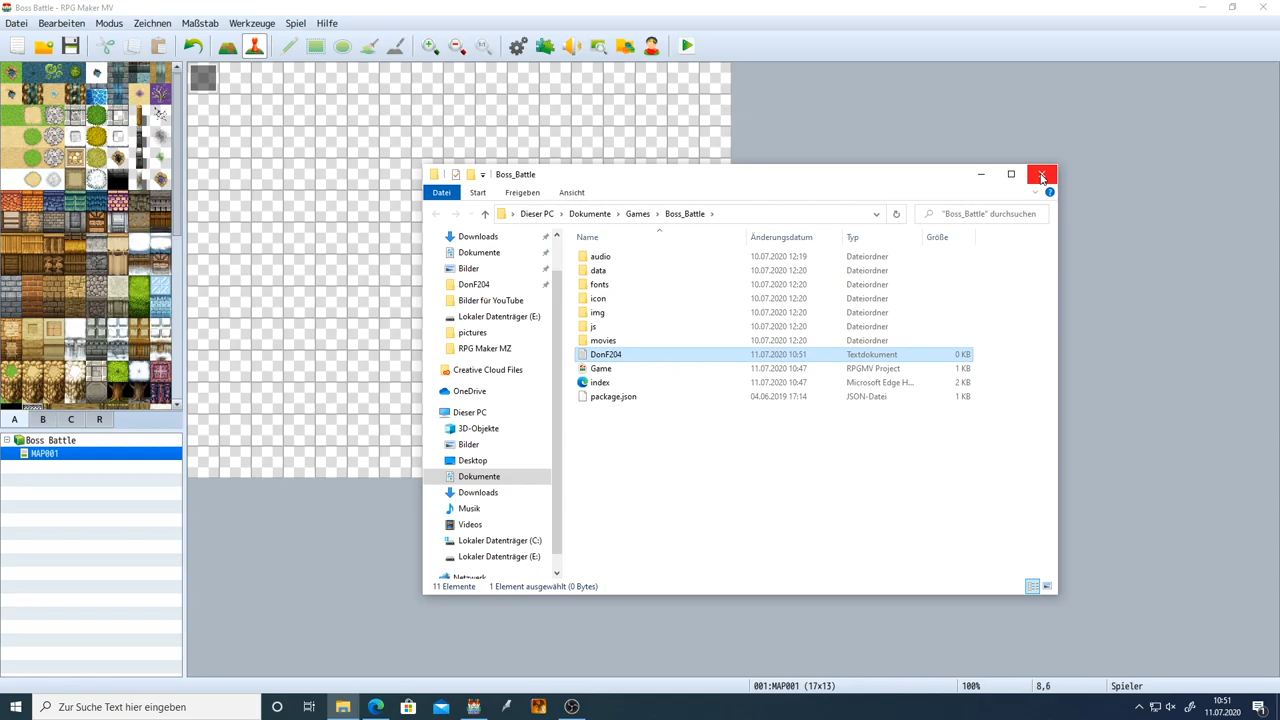 Boss Battle - RPG Maker MV
Datei Bearbeiten Modus Zeichnen Maßstab Werkzeuge Spiel Hilfe
1:1
Boss_Battle
Datei Start Freigeben Ansicht
Dieser PC Dokumente Games Boss_Battle
"Boss_Battle" durchsuchen
Name Änderungsdatum Typ Größe
Downloads
Dokumente
Bilder
DonF204
Bilder für YouTube
Lokaler Datenträger (E:)
pictures
RPG Maker MZ
Creative Cloud Files
OneDrive
Dieser PC
3D-Objekte
Bilder
Desktop
Dokumente
Downloads
Musik
Videos
Lokaler Datenträger (C:)
Lokaler Datenträger (E:)
Netzwerk
audio 10.07.2020 12:19 Dateiordner
data 10.07.2020 12:20 Dateiordner
fonts 10.07.2020 12:20 Dateiordner
icon 10.07.2020 12:20 Dateiordner
img 10.07.2020 12:20 Dateiordner
js 10.07.2020 12:20 Dateiordner
movies 10.07.2020 12:20 Dateiordner
DonF204 11.07.2020 10:51 Textdokument 0 KB
Game 11.07.2020 10:47 RPGMV Project 1 KB
index 11.07.2020 10:47 Microsoft Edge H... 2 KB
package.json 04.06.2019 17:14 JSON-Datei 1 KB
11 Elemente 1 Element ausgewählt (0 Bytes)
A B C R
Boss Battle
MAP001
001:MAP001 (17x13) 100% 8,6 Spieler
Zur Suche Text hier eingeben
10:51
11.07.2020